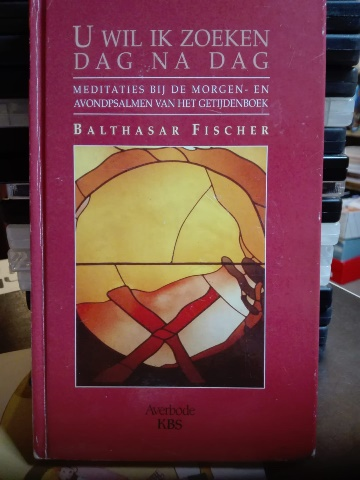 U WIL IK ZOEKEN
DAG NA DAG
MEDITATIES BIJ DE MORGEN- EN
AVONDPSALMEN VAN HET GETIJDENBOEK
BALTHASAR FISCHER
Averbode
KBS